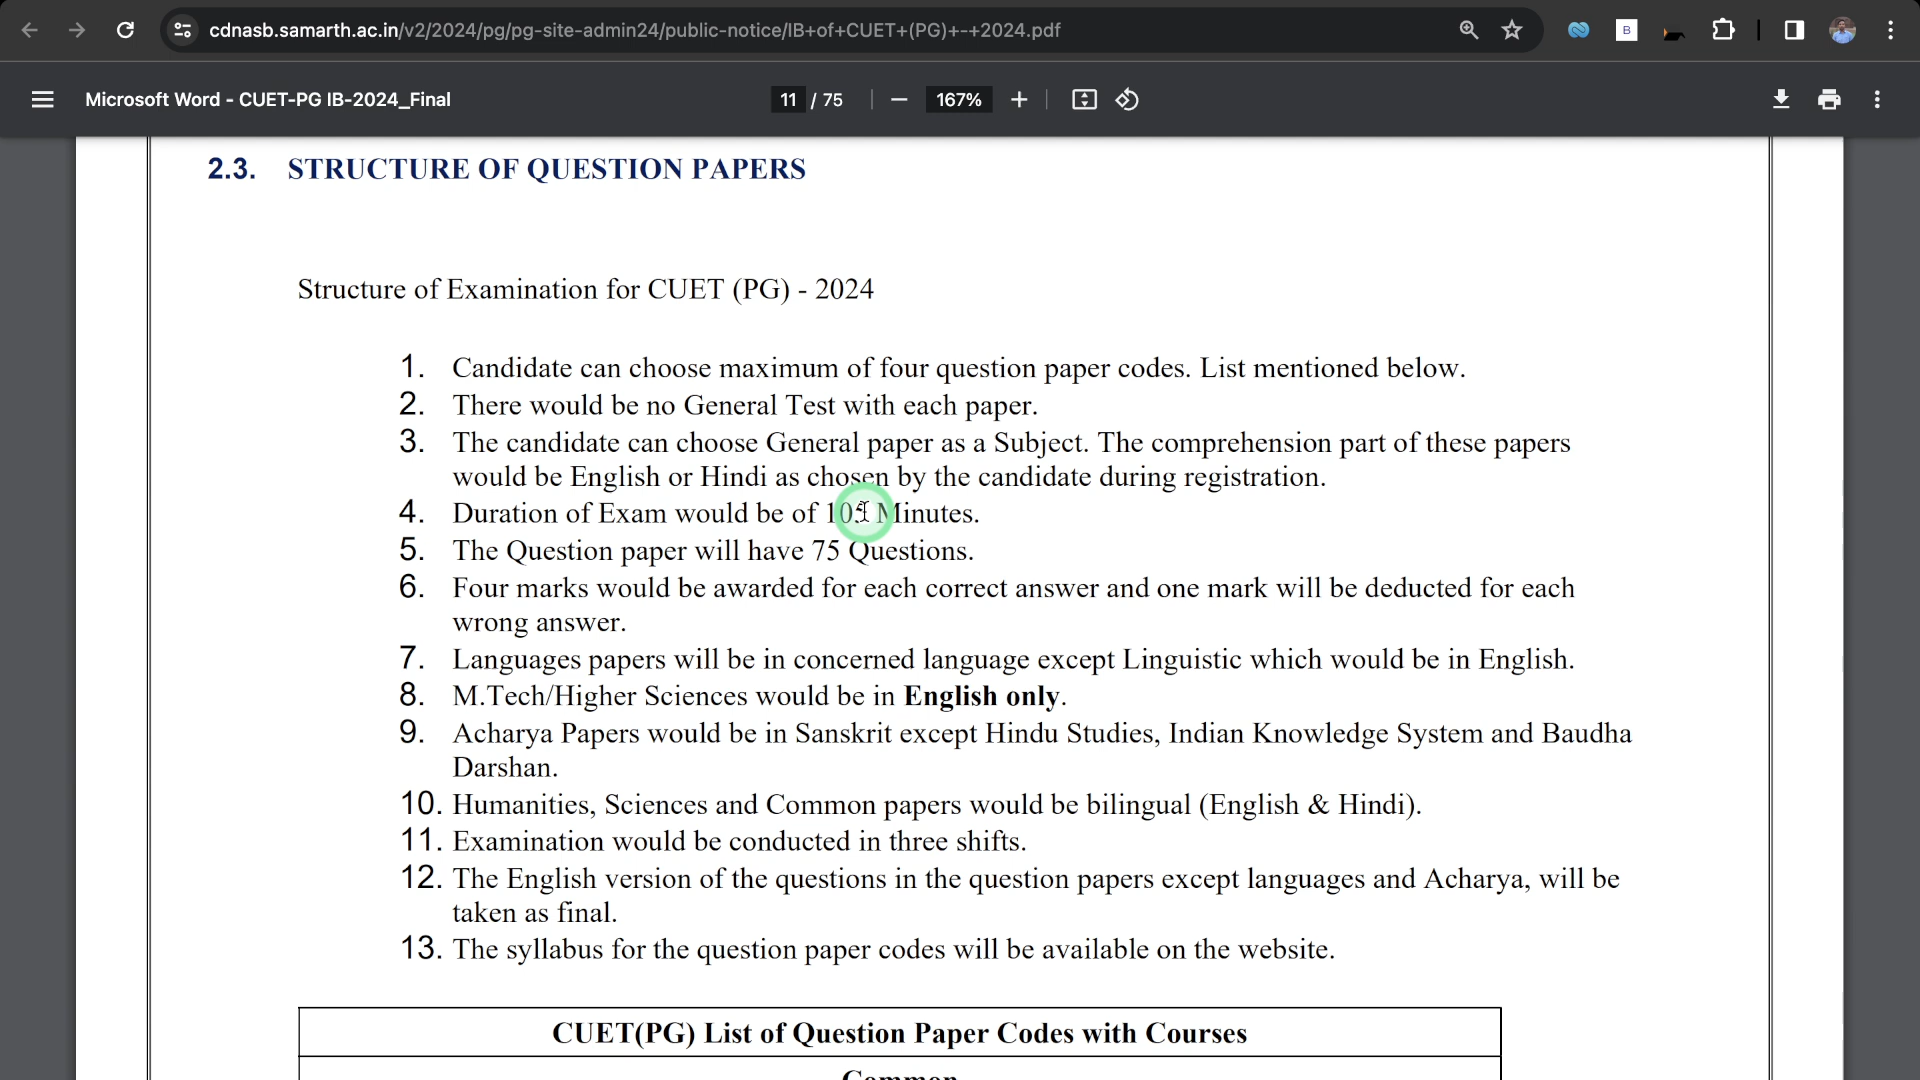 cdnasb.samarth.ac.in/v2/2024/pg/pg-site-admin24/public-notice/IB+of+CUET+(PG)+-+2024.pdf
B
Microsoft Word - CUET-PG IB-2024_Final
11 / 75
167%
2.3. STRUCTURE OF QUESTION PAPERS
Structure of Examination for CUET (PG) - 2024
1. Candidate can choose maximum of four question paper codes. List mentioned below.
2. There would be no General Test with each paper.
3. The candidate can choose General paper as a Subject. The comprehension part of these papers
would be English or Hindi as chosen by the candidate during registration.
4. Duration of Exam would be of 105 Minutes.
5. The Question paper will have 75 Questions.
6. Four marks would be awarded for each correct answer and one mark will be deducted for each
wrong answer.
7. Languages papers will be in concerned language except Linguistic which would be in English.
8. M.Tech/Higher Sciences would be in English only.
9. Acharya Papers would be in Sanskrit except Hindu Studies, Indian Knowledge System and Baudha
Darshan.
10. Humanities, Sciences and Common papers would be bilingual (English & Hindi).
11. Examination would be conducted in three shifts.
12. The English version of the questions in the question papers except languages and Acharya, will be
taken as final.
13. The syllabus for the question paper codes will be available on the website.
CUET(PG) List of Question Paper Codes with Courses
Common